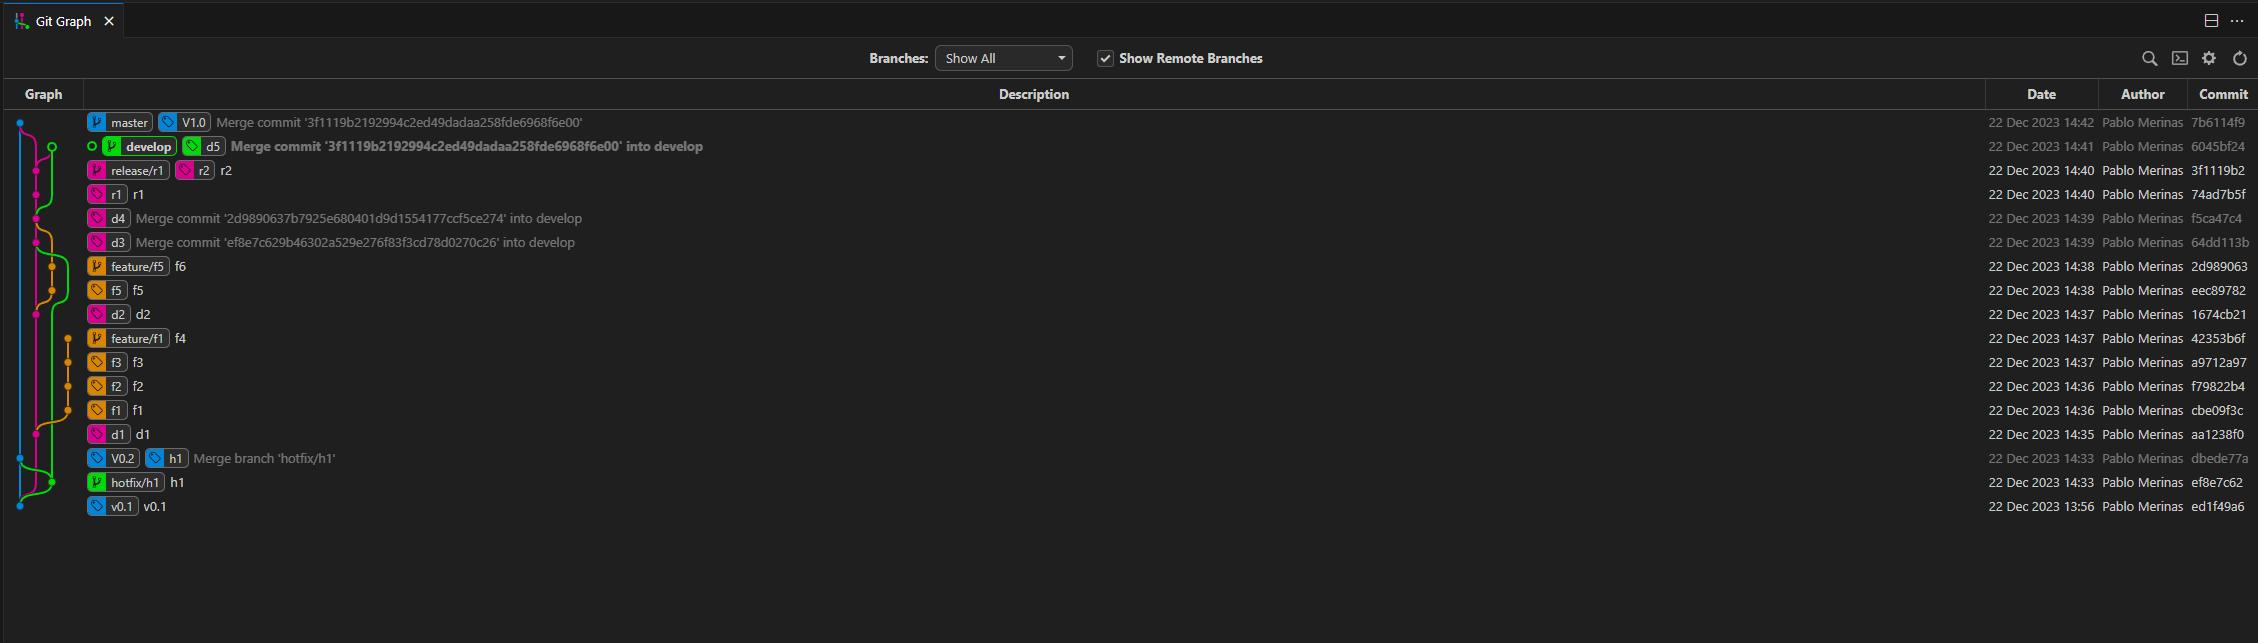 Git Graph
Branches: Show All Show Remote Branches
Graph Description Date Author Commit
master V1.0 Merge commit '3f1119b2192994c2ed49dadaa258fde6968f6e00' 22 Dec 2023 14:42 Pablo Merinas 7b6114f9
develop d5 Merge commit '3f1119b2192994c2ed49dadaa258fde6968f6e00' into develop 22 Dec 2023 14:41 Pablo Merinas 6045bf24
release/r1 r2 r2 22 Dec 2023 14:40 Pablo Merinas 3f1119b2
r1 r1 22 Dec 2023 14:40 Pablo Merinas 74ad7b5f
d4 Merge commit '2d9890637b7925e680401d9d1554177ccf5ce274' into develop 22 Dec 2023 14:39 Pablo Merinas f5ca47c4
d3 Merge commit 'ef8e7c629b46302a529e276f83f3cd78d0270c26' into develop 22 Dec 2023 14:39 Pablo Merinas 64dd113b
feature/f5 f6 22 Dec 2023 14:38 Pablo Merinas 2d989063
f5 f5 22 Dec 2023 14:38 Pablo Merinas eec89782
d2 d2 22 Dec 2023 14:37 Pablo Merinas 1674cb21
feature/f1 f4 22 Dec 2023 14:37 Pablo Merinas 42353b6f
f3 f3 22 Dec 2023 14:37 Pablo Merinas a9712a97
f2 f2 22 Dec 2023 14:36 Pablo Merinas f79822b4
f1 f1 22 Dec 2023 14:36 Pablo Merinas cbe09f3c
d1 d1 22 Dec 2023 14:35 Pablo Merinas aa1238f0
V0.2 h1 Merge branch 'hotfix/h1' 22 Dec 2023 14:33 Pablo Merinas dbede77a
hotfix/h1 h1 22 Dec 2023 14:33 Pablo Merinas ef8e7c62
v0.1 v0.1 22 Dec 2023 13:56 Pablo Merinas ed1f49a6